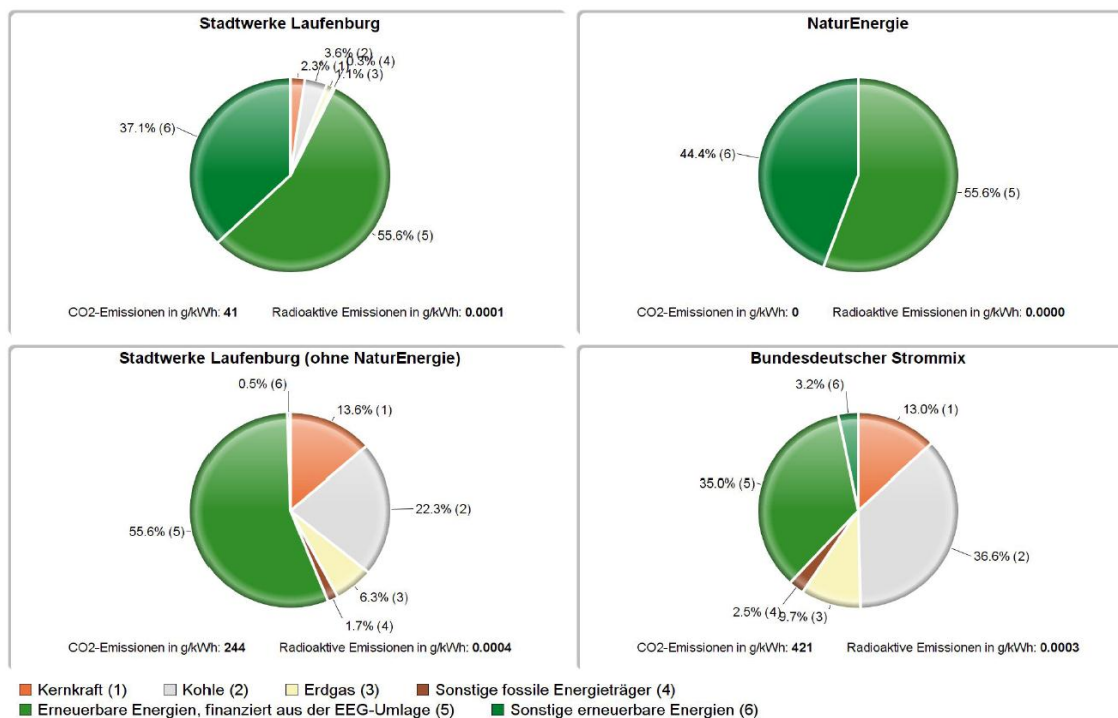 Stadtwerke Laufenburg
3.6% (2)
0.3% (4)
2.3% (1)
1.1% (3)
37.1% (6)
55.6% (5)
CO2-Emissionen in g/kWh: 41 Radioaktive Emissionen in g/kWh: 0.0001
NaturEnergie
44.4% (6)
55.6% (5)
CO2-Emissionen in g/kWh: 0 Radioaktive Emissionen in g/kWh: 0.0000
Stadtwerke Laufenburg (ohne NaturEnergie)
0.5% (6)
13.6% (1)
22.3% (2)
55.6% (5)
6.3% (3)
1.7% (4)
CO2-Emissionen in g/kWh: 244 Radioaktive Emissionen in g/kWh: 0.0004
Bundesdeutscher Strommix
3.2% (6)
13.0% (1)
35.0% (5)
36.6% (2)
2.5% (4)
9.7% (3)
CO2-Emissionen in g/kWh: 421 Radioaktive Emissionen in g/kWh: 0.0003
Kernkraft (1) Kohle (2) Erdgas (3) Sonstige fossile Energieträger (4)
Erneuerbare Energien, finanziert aus der EEG-Umlage (5) Sonstige erneuerbare Energien (6)